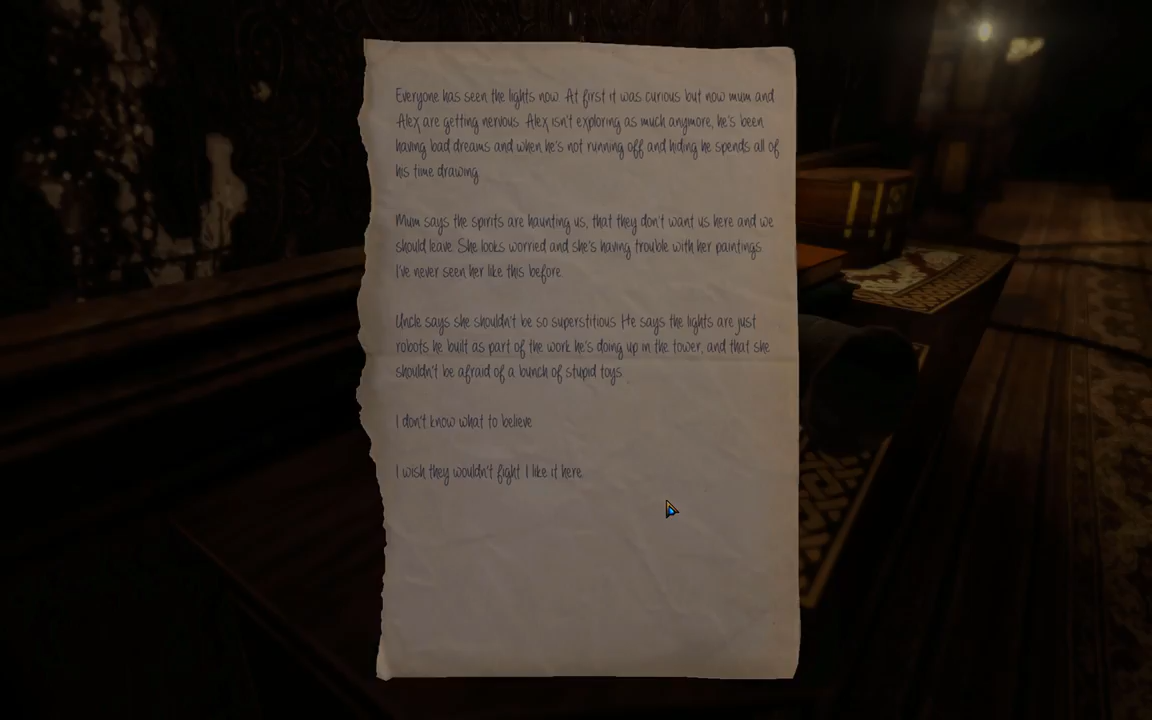 Everyone has seen the lights now. At first it was curious but now mum and
Alex are getting nervous. Alex isn't exploring as much anymore, he's been
having bad dreams and when he's not running off and hiding he spends all of
his time drawing.
Mum says the spirits are haunting us, that they don't want us here and we
should leave. She looks worried and she's having trouble with her paintings.
I've never seen her like this before.
Uncle says she shouldn't be so superstitious. He says the lights are just
robots he built as part of the work he's doing up in the tower, and that she
shouldn't be afraid of a bunch of stupid toys.
I don't know what to believe.
I wish they wouldn't fight. I like it here.